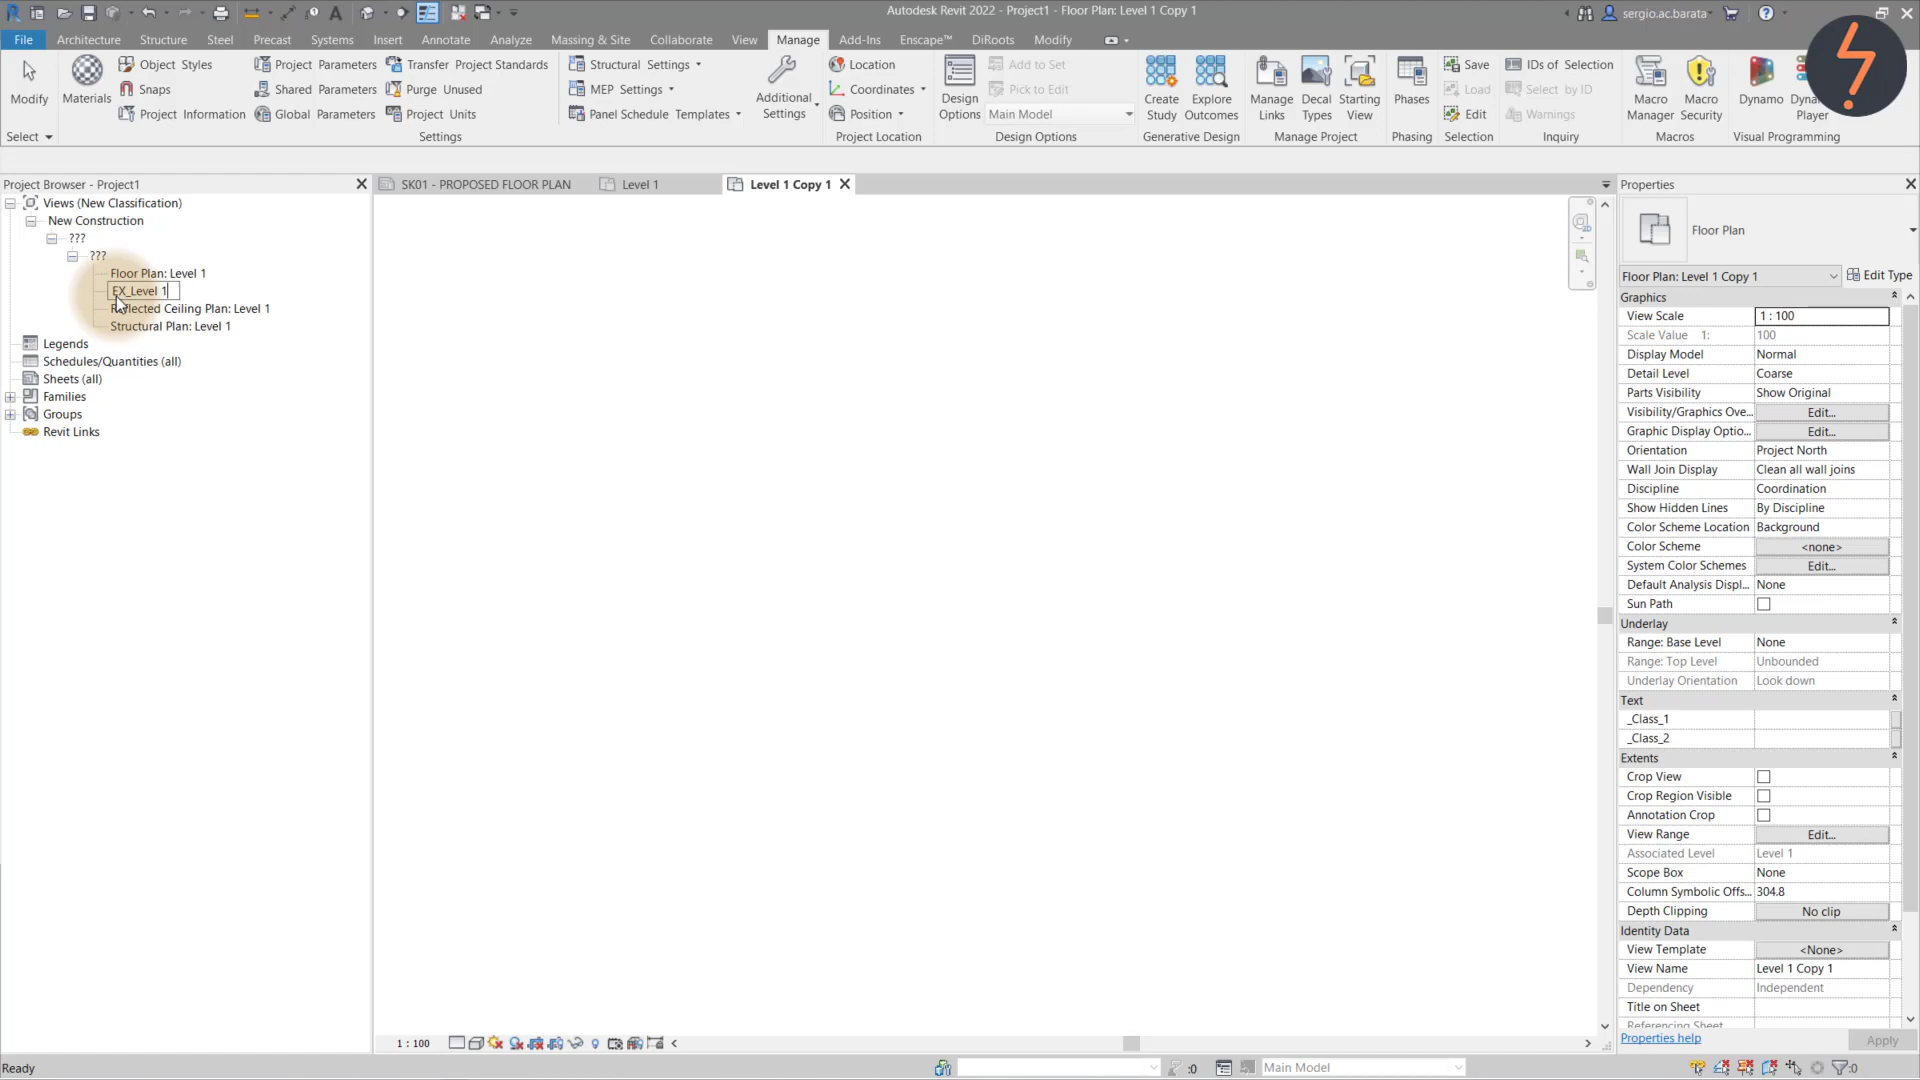 Autodesk Revit 2022 - Project1 - Floor Plan: Level 1 Copy 1
sergio.ac.barata
File Architecture Structure Steel Precast Systems Insert Annotate Analyze Massing & Site Collaborate View Manage Add-Ins Enscape™ DiRoots Modify
Modify
Select
Materials
Object Styles
Snaps
Project Information
Project Parameters
Shared Parameters
Global Parameters
Transfer Project Standards
Purge Unused
Project Units
Settings
Structural Settings
MEP Settings
Panel Schedule Templates
Additional Settings
Location
Coordinates
Position
Project Location
Design Options
Add to Set
Pick to Edit
Main Model
Design Options
Create Study
Explore Outcomes
Generative Design
Manage Links
Decal Types
Starting View
Manage Project
Phases
Phasing
Save
Load
Edit
Selection
IDs of Selection
Select by ID
Warnings
Inquiry
Macro Manager
Macro Security
Macros
Dynamo
Player
Visual Programming
Project Browser - Project1
Views (New Classification)
New Construction
???
???
Floor Plan: Level 1
EX_Level 1
Reflected Ceiling Plan: Level 1
Structural Plan: Level 1
Legends
Schedules/Quantities (all)
Sheets (all)
Families
Groups
Revit Links
SK01 - PROPOSED FLOOR PLAN
Level 1
Level 1 Copy 1
2D
Properties
Floor Plan
Floor Plan: Level 1 Copy 1
Edit Type
Graphics
View Scale 1 : 100
Scale Value 1: 100
Display Model Normal
Detail Level Coarse
Parts Visibility Show Original
Visibility/Graphics Ove... Edit...
Graphic Display Optio... Edit...
Orientation Project North
Wall Join Display Clean all wall joins
Discipline Coordination
Show Hidden Lines By Discipline
Color Scheme Location Background
Color Scheme <none>
System Color Schemes Edit...
Default Analysis Displ... None
Sun Path
Underlay
Range: Base Level None
Range: Top Level Unbounded
Underlay Orientation Look down
Text
_Class_1
_Class_2
Extents
Crop View
Crop Region Visible
Annotation Crop
View Range Edit...
Associated Level Level 1
Scope Box None
Column Symbolic Offs... 304.8
Depth Clipping No clip
Identity Data
View Template <None>
View Name Level 1 Copy 1
Dependency Independent
Title on Sheet
Referencing Sheet
Properties help
Apply
1 : 100
Ready
:0
Main Model
:0